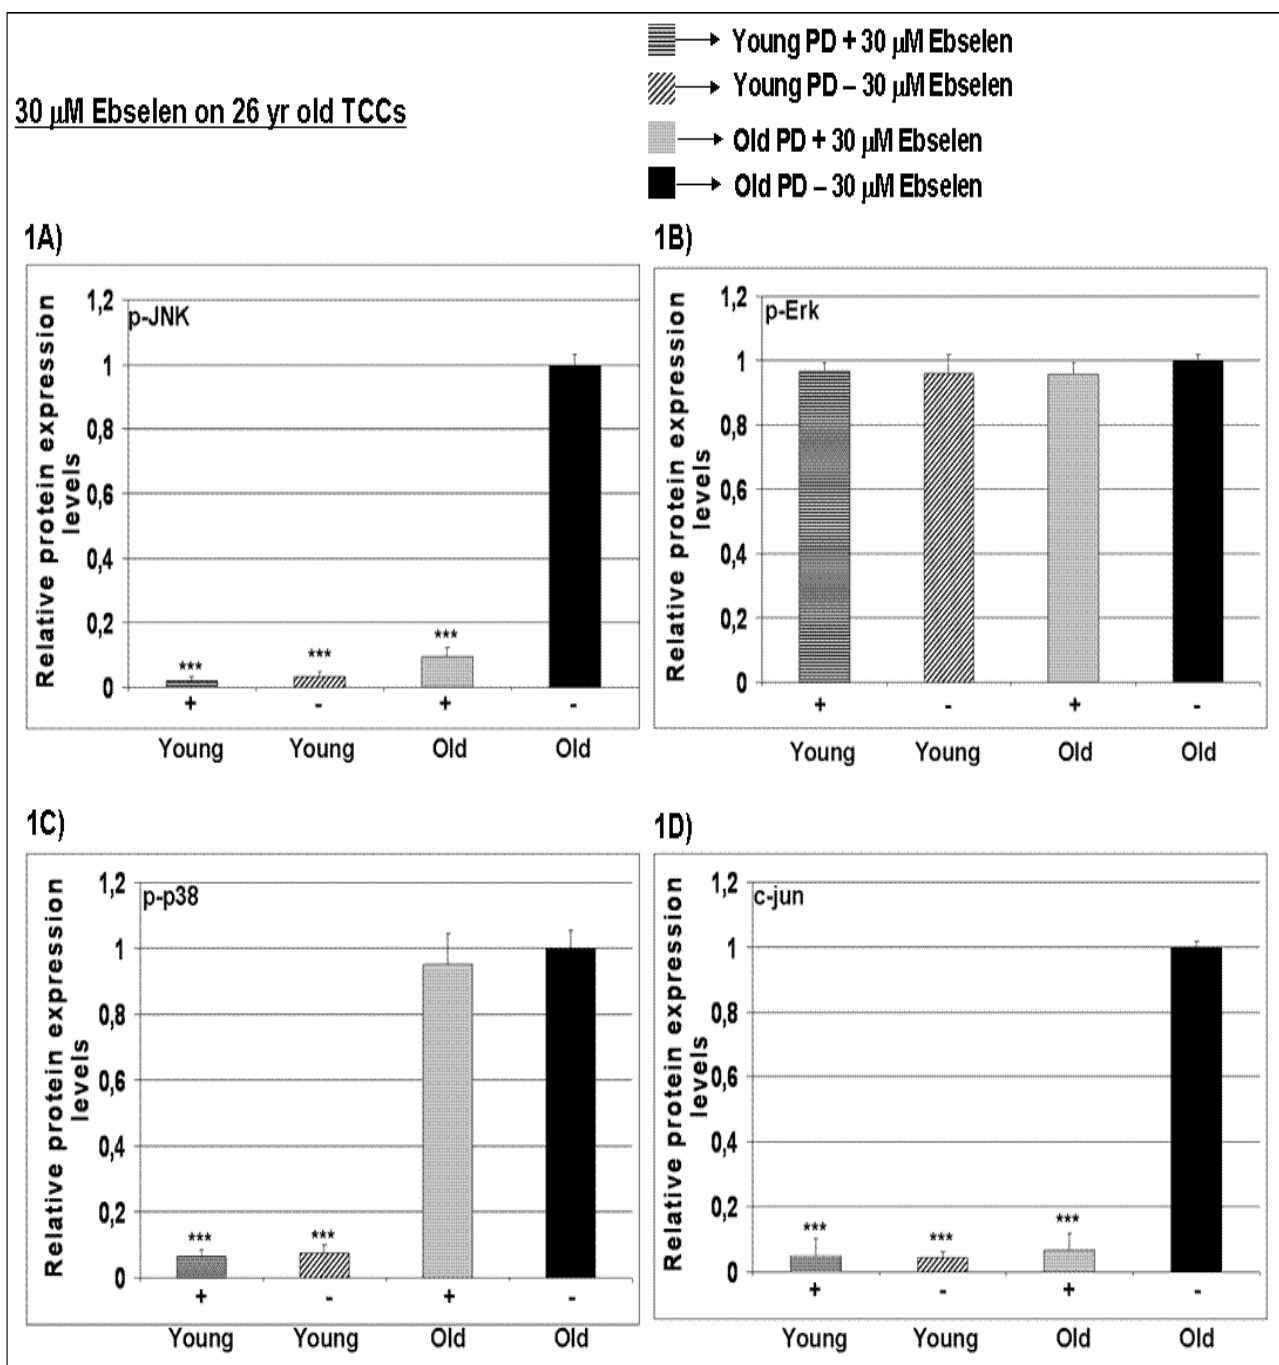 Young PD + 30 µM Ebselen
Young PD – 30 µM Ebselen
30 µM Ebselen on 26 yr old TCCs
Old PD + 30 µM Ebselen
Old PD – 30 µM Ebselen
1A)
p-JNK
Relative protein expression
levels
1,2
1
0,8
0,6
0,4
0,2
0
*** *** ***
+ - + -
Young Young Old Old
1B)
p-Erk
Relative protein expression
levels
1,2
1
0,8
0,6
0,4
0,2
0
+ - + -
Young Young Old Old
1C)
p-p38
Relative protein expression
levels
1,2
1
0,8
0,6
0,4
0,2
0
*** ***
+ - + -
Young Young Old Old
1D)
c-jun
Relative protein expression
levels
1,2
1
0,8
0,6
0,4
0,2
0
*** *** ***
+ - + -
Young Young Old Old